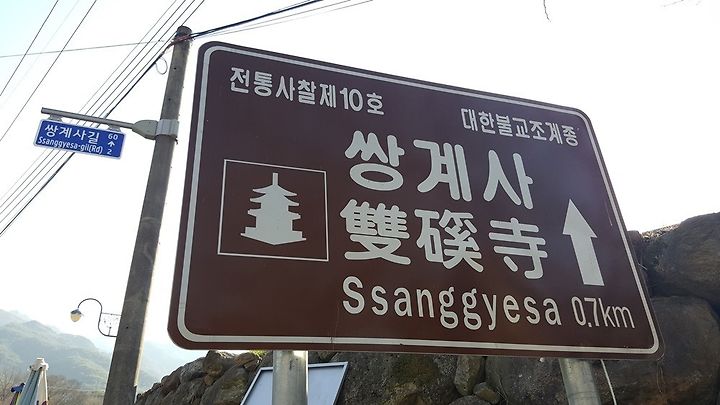 전통사찰제10호
대한불교조계종
쌍계사
雙磎寺
Ssanggyesa 0.7km
쌍계사길 60
Ssanggyesa-gil(Rd) 2